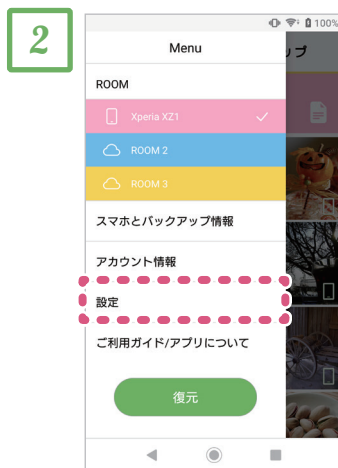 2
100%
Menu
ップ
ROOM
Xperia XZ1
ROOM 2
ROOM 3
スマホとバックアップ情報
アカウント情報
設定
ご利用ガイド/アプリについて
復元